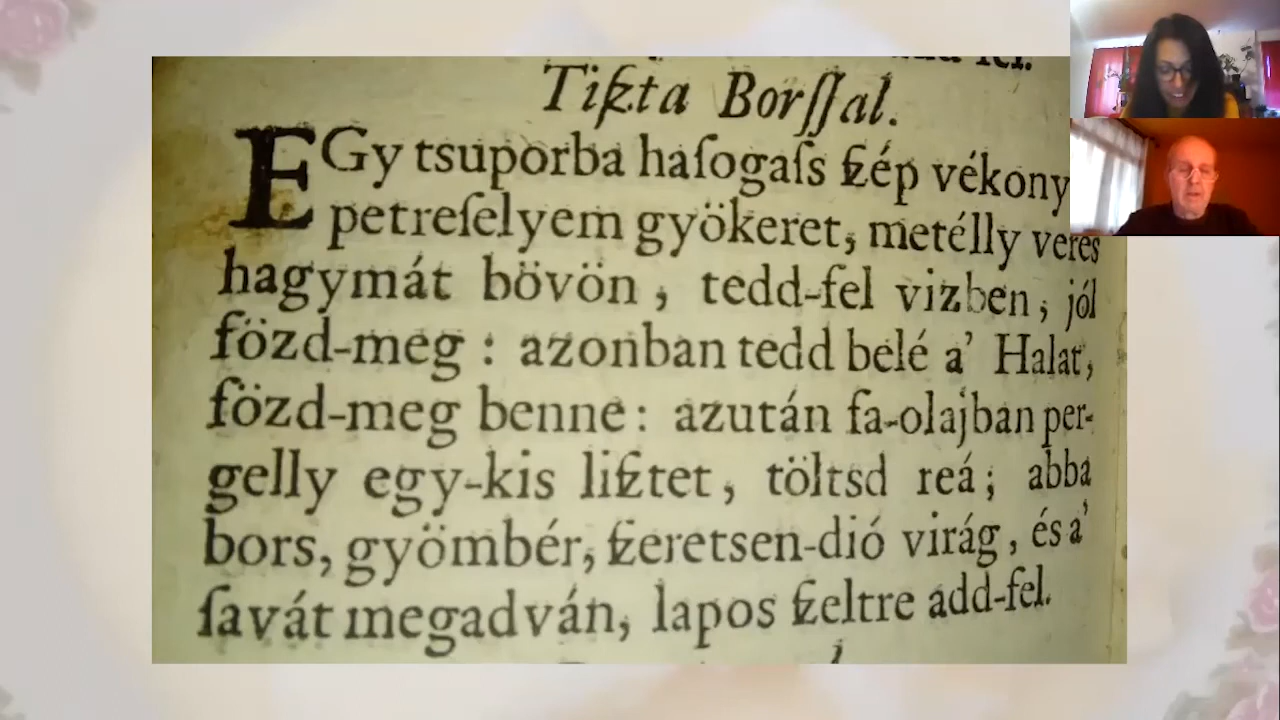 Tiſzta Borſſal.
EGy tsuporba haſogaſs ſzép vékony
petreſelyem gyökeret, metélly veres
hagymát bövön, tedd-fel vizben, jól
fözd-meg: azonban tedd belé a' Halat,
fözd-meg benne: azután fa-olajban per-
gelly egy-kis liſztet, töltsd reá; abba
bors, gyömbér, ſzeretsen-dió virág, és a'
ſavát megadván, lapos ſzeltre add-fel.